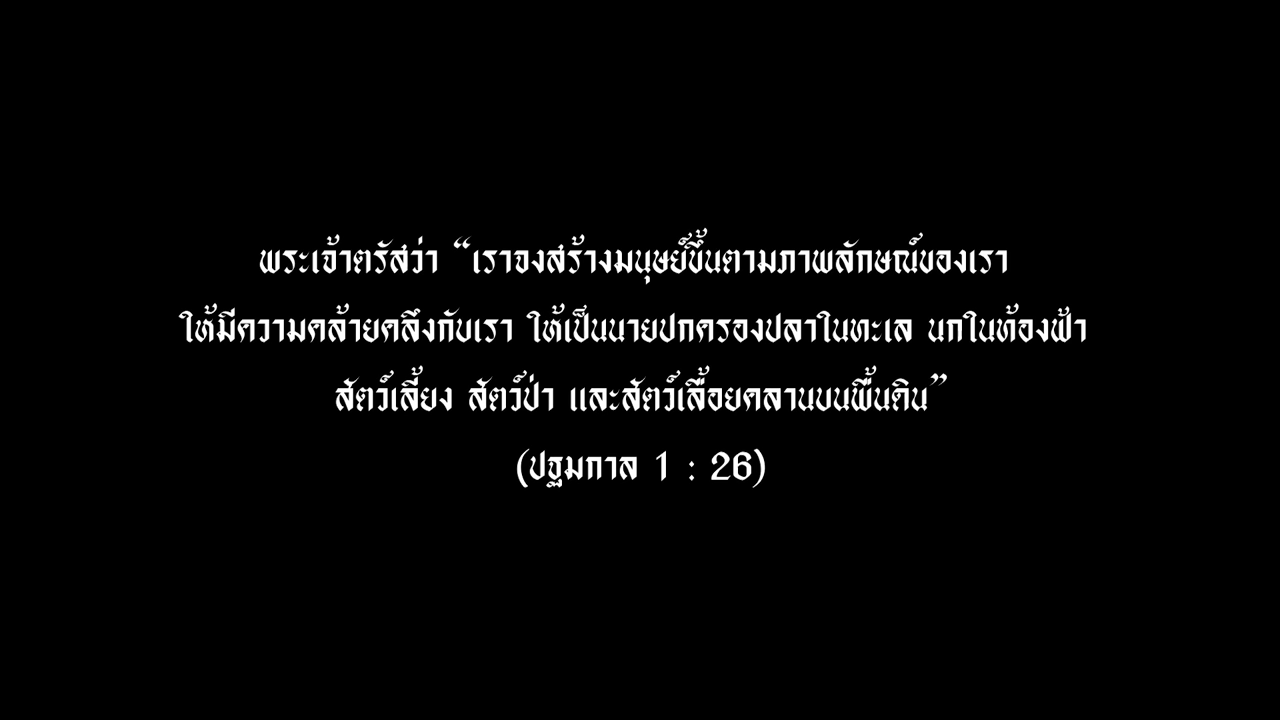 พระเจ้าตรัสว่า “เราจงสร้างมนุษย์ขึ้นตามภาพลักษณ์ของเรา
ให้มีความคล้ายคลึงกับเรา ให้เป็นนายปกครองปลาในทะเล นกในท้องฟ้า
สัตว์เลี้ยง สัตว์ป่า และสัตว์เลื้อยคลานบนพื้นดิน”
(ปฐมกาล 1 : 26)